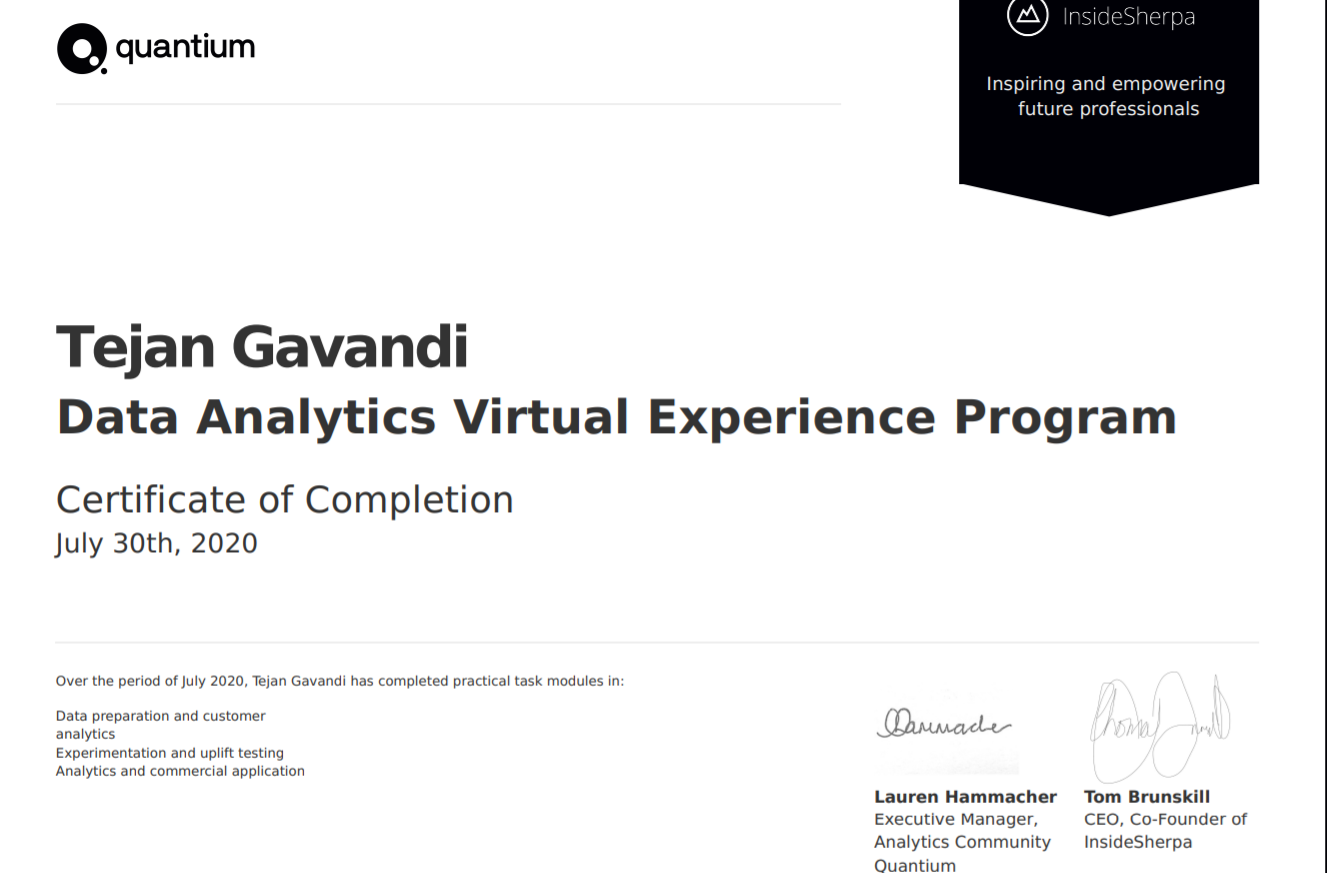 quantium
InsideSherpa
Inspiring and empowering
future professionals
Tejan Gavandi
Data Analytics Virtual Experience Program
Certificate of Completion
July 30th, 2020
Over the period of July 2020, Tejan Gavandi has completed practical task modules in:
Data preparation and customer
analytics
Experimentation and uplift testing
Analytics and commercial application
Lauren Hammacher
Executive Manager,
Analytics Community
Quantium
Tom Brunskill
CEO, Co-Founder of
InsideSherpa